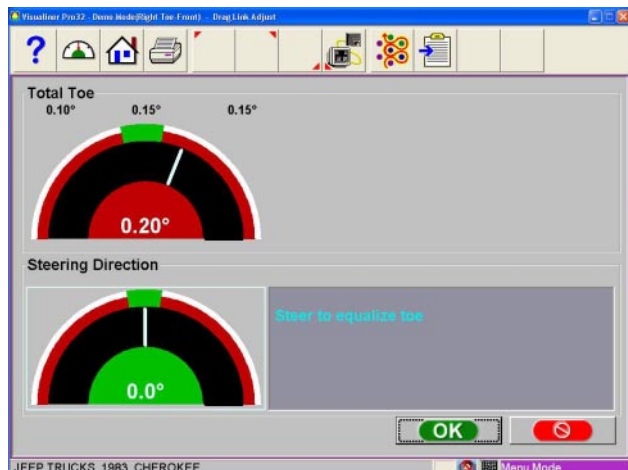 Visualiner Pro32 - Demo Mode(Right Toe-Front) - Drag Link Adjust
?
Total Toe
0.10° 0.15° 0.15°
0.20°
Steering Direction
0.0°
Steer to equalize toe
OK
JEEP TRUCKS 1983 CHEROKEE
Menu Mode